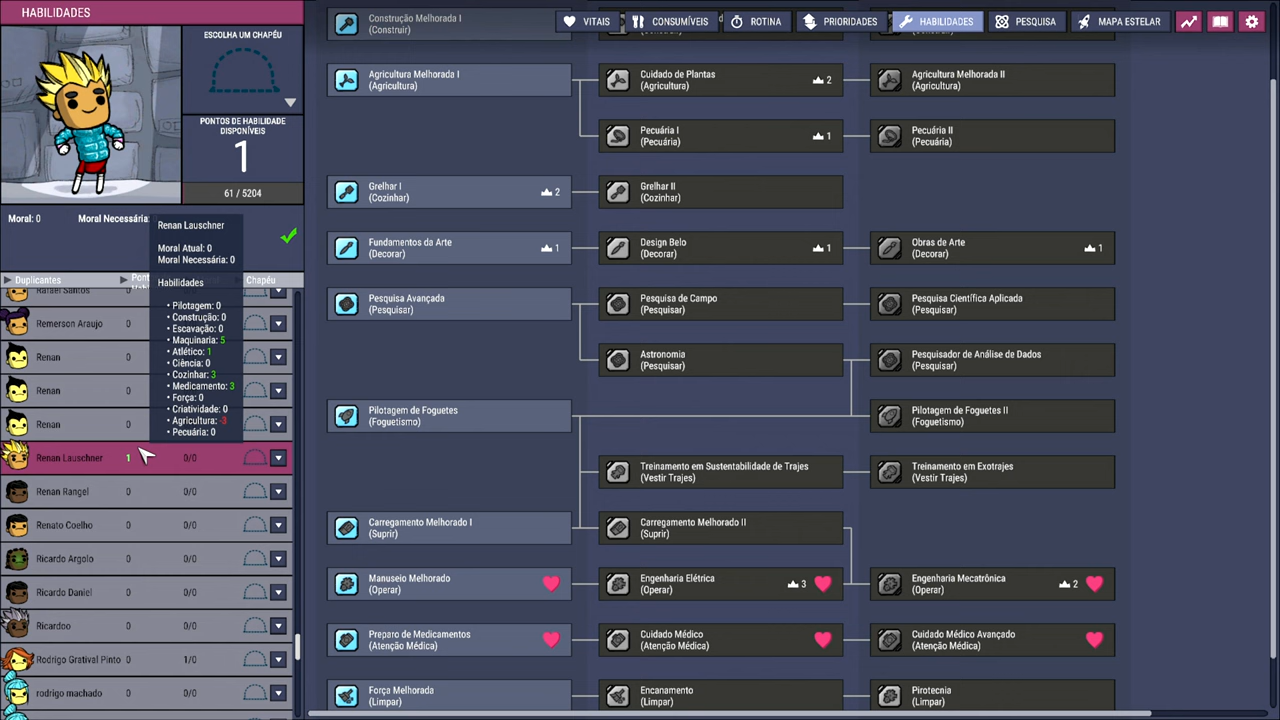 HABILIDADES
ESCOLHA UM CHAPÉU
PONTOS DE HABILIDADE
DISPONÍVEIS
1
61 / 5204
Moral: 0
Moral Necessária:
Renan Lauschner
Moral Atual: 0
Moral Necessária: 0
Habilidades
• Pilotagem: 0
• Construção: 0
• Escavação: 0
• Maquinaria: 5
• Atlético: 1
• Ciência: 0
• Cozinhar: 3
• Medicamento: 3
• Força: 0
• Criatividade: 0
• Agricultura: -3
• Pecuária: 0
Duplicantes
Chapéu
Rafael Santos
Remerson Araujo 0
Renan 0
Renan 0
Renan 0
Renan Lauschner 1 0/0
Renan Rangel 0 0/0
Renato Coelho 0 0/0
Ricardo Argolo 0 0/0
Ricardo Daniel 0 0/0
Ricardoo 0 0/0
Rodrigo Gratival Pinto 0 1/0
rodrigo machado 0 0/0
VITAIS
CONSUMÍVEIS
ROTINA
PRIORIDADES
HABILIDADES
PESQUISA
MAPA ESTELAR
Construção Melhorada I
(Construir)
Agricultura Melhorada I
(Agricultura)
Cuidado de Plantas
(Agricultura)
2
Agricultura Melhorada II
(Agricultura)
Pecuária I
(Pecuária)
1
Pecuária II
(Pecuária)
Grelhar I
(Cozinhar)
2
Grelhar II
(Cozinhar)
Fundamentos da Arte
(Decorar)
1
Design Belo
(Decorar)
1
Obras de Arte
(Decorar)
1
Pesquisa Avançada
(Pesquisar)
Pesquisa de Campo
(Pesquisar)
Pesquisa Científica Aplicada
(Pesquisar)
Astronomia
(Pesquisar)
Pesquisador de Análise de Dados
(Pesquisar)
Pilotagem de Foguetes
(Foguetismo)
Pilotagem de Foguetes II
(Foguetismo)
Treinamento em Sustentabilidade de Trajes
(Vestir Trajes)
Treinamento em Exotrajes
(Vestir Trajes)
Carregamento Melhorado I
(Suprir)
Carregamento Melhorado II
(Suprir)
Manuseio Melhorado
(Operar)
Engenharia Elétrica
(Operar)
3
Engenharia Mecatrônica
(Operar)
2
Preparo de Medicamentos
(Atenção Médica)
Cuidado Médico
(Atenção Médica)
Cuidado Médico Avançado
(Atenção Médica)
Força Melhorada
(Limpar)
Encanamento
(Limpar)
Pirotecnia
(Limpar)